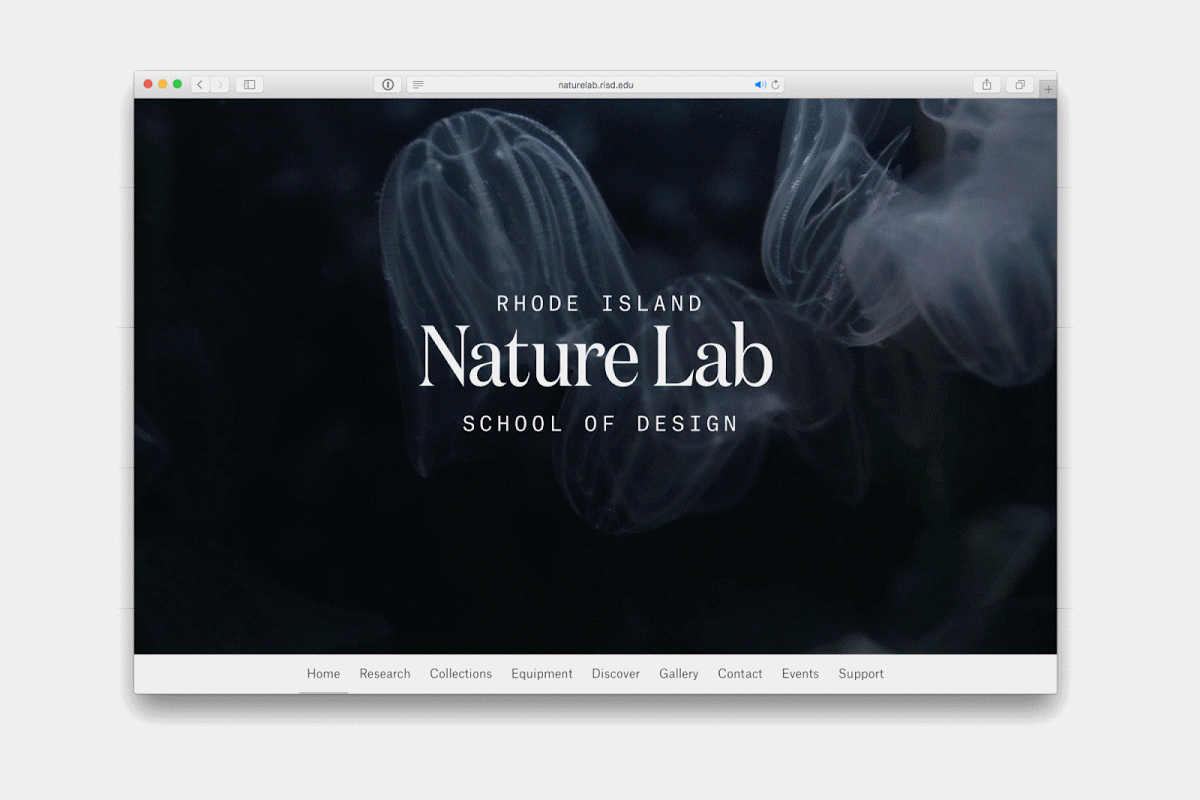 naturelab.risd.edu
RHODE ISLAND
Nature Lab
SCHOOL OF DESIGN
Home Research Collections Equipment Discover Gallery Contact Events Support